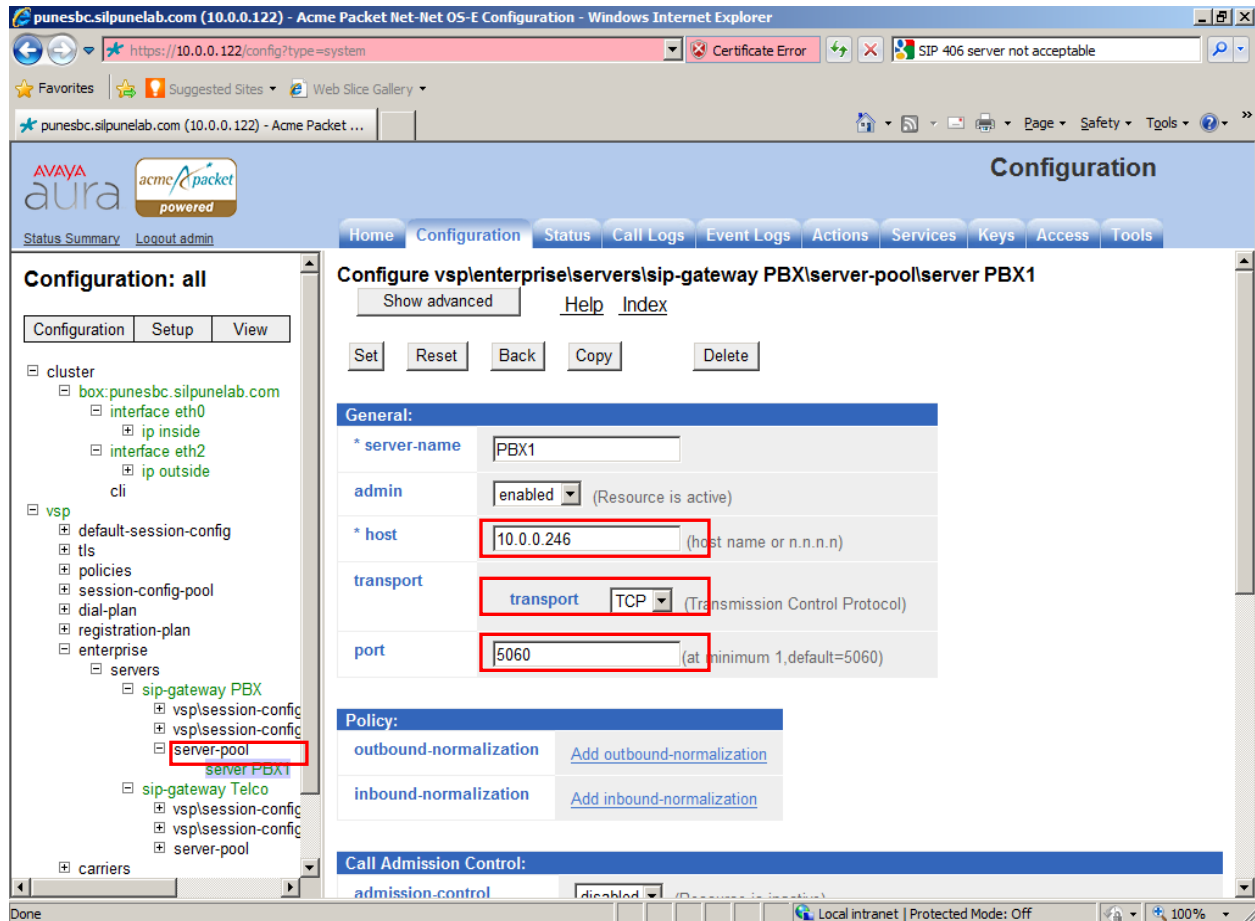 punesbc.silpunelab.com (10.0.0.122) - Acme Packet Net-Net OS-E Configuration - Windows Internet Explorer
https://10.0.0.122/config?type=system
Certificate Error
SIP 406 server not acceptable
Favorites
Suggested Sites
Web Slice Gallery
punesbc.silpunelab.com (10.0.0.122) - Acme Packet ...
Page
Safety
Tools
»
AVAYA
aura
acme packet
powered
Configuration
Status Summary Logout admin
Home Configuration Status Call Logs Event Logs Actions Services Keys Access Tools
Configuration: all
Configuration Setup View
cluster
box:punesbc.silpunelab.com
interface eth0
ip inside
interface eth2
ip outside
cli
vsp
default-session-config
tls
policies
session-config-pool
dial-plan
registration-plan
enterprise
servers
sip-gateway PBX
vsp\session-config
vsp\session-config
server-pool
server PBX1
sip-gateway Telco
vsp\session-config
vsp\session-config
server-pool
carriers
Configure vsp\enterprise\servers\sip-gateway PBX\server-pool\server PBX1
Show advanced Help Index
Set Reset Back Copy Delete
General:
* server-name PBX1
admin enabled (Resource is active)
* host 10.0.0.246 (host name or n.n.n.n)
transport transport TCP (Transmission Control Protocol)
port 5060 (at minimum 1,default=5060)
Policy:
outbound-normalization Add outbound-normalization
inbound-normalization Add inbound-normalization
Call Admission Control:
admission-control disabled (Resource is inactive)
Done
Local intranet | Protected Mode: Off
100%